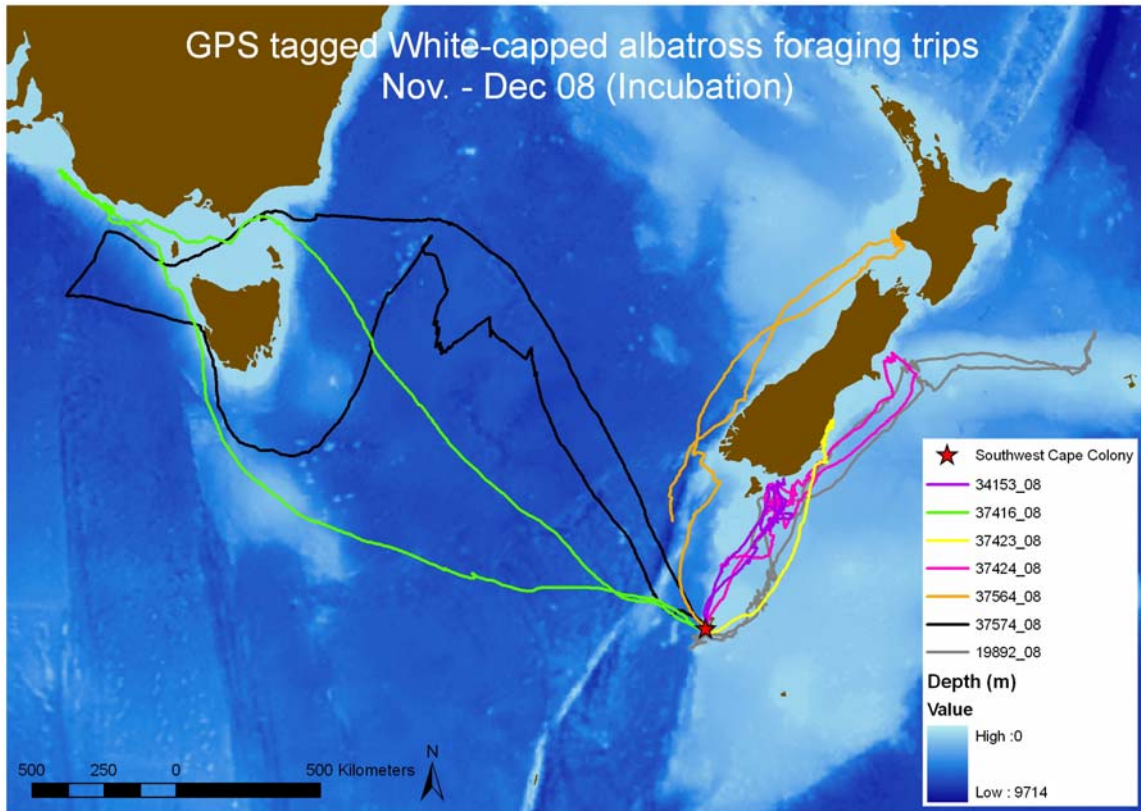 GPS tagged White-capped albatross foraging trips
Nov. - Dec 08 (Incubation)
Southwest Cape Colony
34153_08
37416_08
37423_08
37424_08
37564_08
37574_08
19892_08
Depth (m)
Value
High :0
Low : 9714
N
500 250 0 500 Kilometers